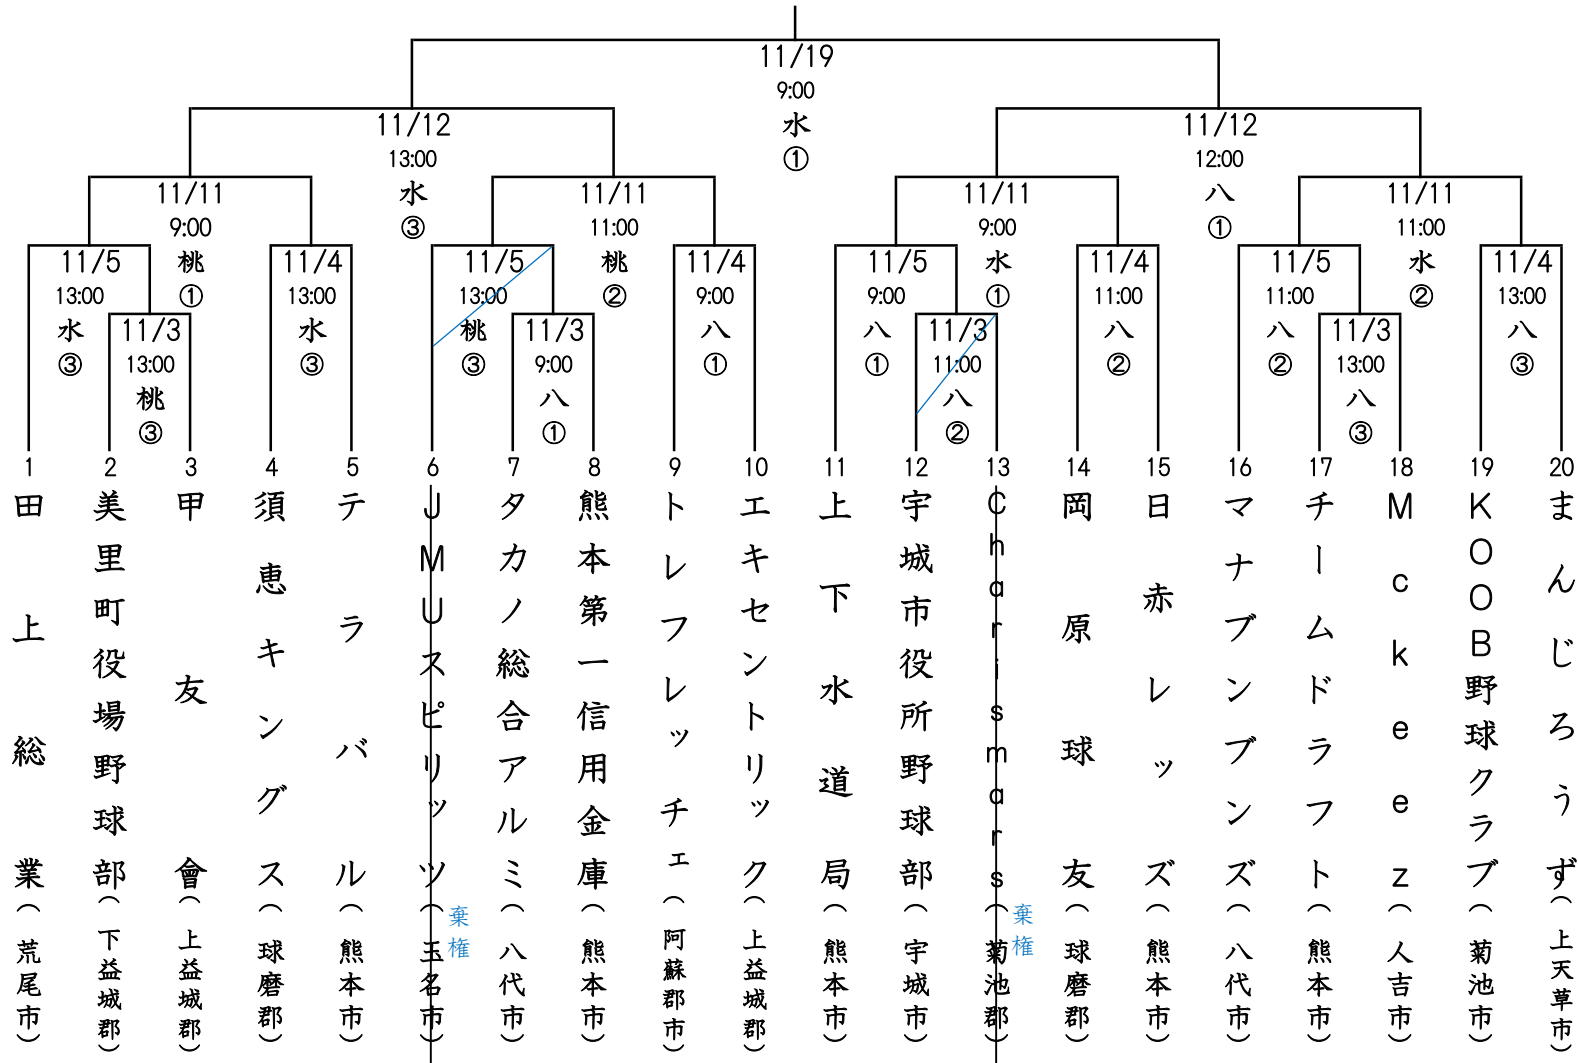 11/19
9:00
水
①
11/12
13:00
水
③
11/12
12:00
八
①
11/11
9:00
桃
①
11/11
11:00
桃
②
11/11
9:00
水
①
11/11
11:00
水
②
11/5
13:00
水
③
11/4
13:00
水
③
11/5
13:00
桃
③
11/4
9:00
八
①
11/5
9:00
八
①
11/4
11:00
八
②
11/5
11:00
八
②
11/4
13:00
八
③
11/3
13:00
桃
③
11/3
9:00
八
①
11/3
11:00
八
②
11/3
13:00
八
③
1
田上総業(荒尾市)
2
美里町役場野球部(下益城郡)
3
甲友會(上益城郡)
4
須恵キングス(球磨郡)
5
テラバル(熊本市)
6
JMUスピリッツ(玉名市)
棄権
7
タカノ総合アルミ(八代市)
8
熊本第一信用金庫(熊本市)
9
トレフレッチェ(阿蘇郡市)
10
エキセントリック(上益城郡)
11
上下水道局(熊本市)
12
宇城市役所野球部(宇城市)
13
Charismars(菊池郡)
棄権
14
岡原球友(球磨郡)
15
日赤レッズ(熊本市)
16
マナブンブンズ(八代市)
17
チームドラフト(熊本市)
18
Mckeez(人吉市)
19
KOOB野球クラブ(菊池市)
20
まんじろうず(上天草市)